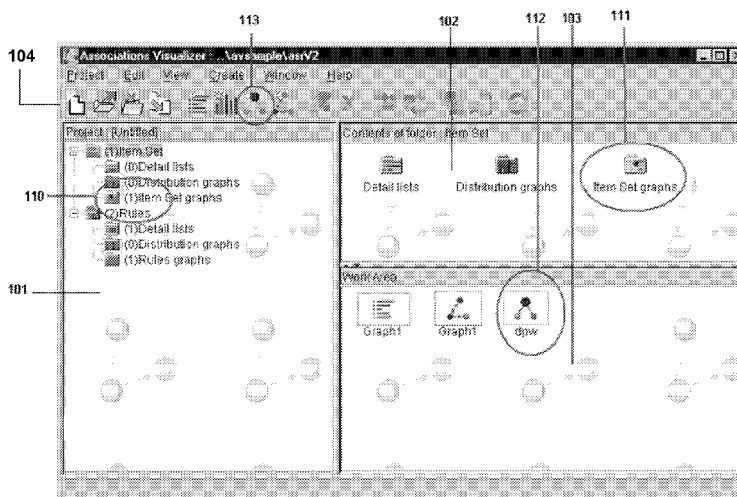 113
102
112
103
111
104
Associations Visualizer : ..\avsample\asrV2
Project Edit View Create Window Help
Project: [Untitled]
Contents of folder: Item Set
(1)Item Set
(0)Detail lists
(0)Distribution graphs
(1)Item Set graphs
110
(2)Rules
(1)Detail lists
(0)Distribution graphs
(1)Rules graphs
101
Detail lists
Distribution graphs
Item Set graphs
Work Area
Graph1
Graph1
dpw